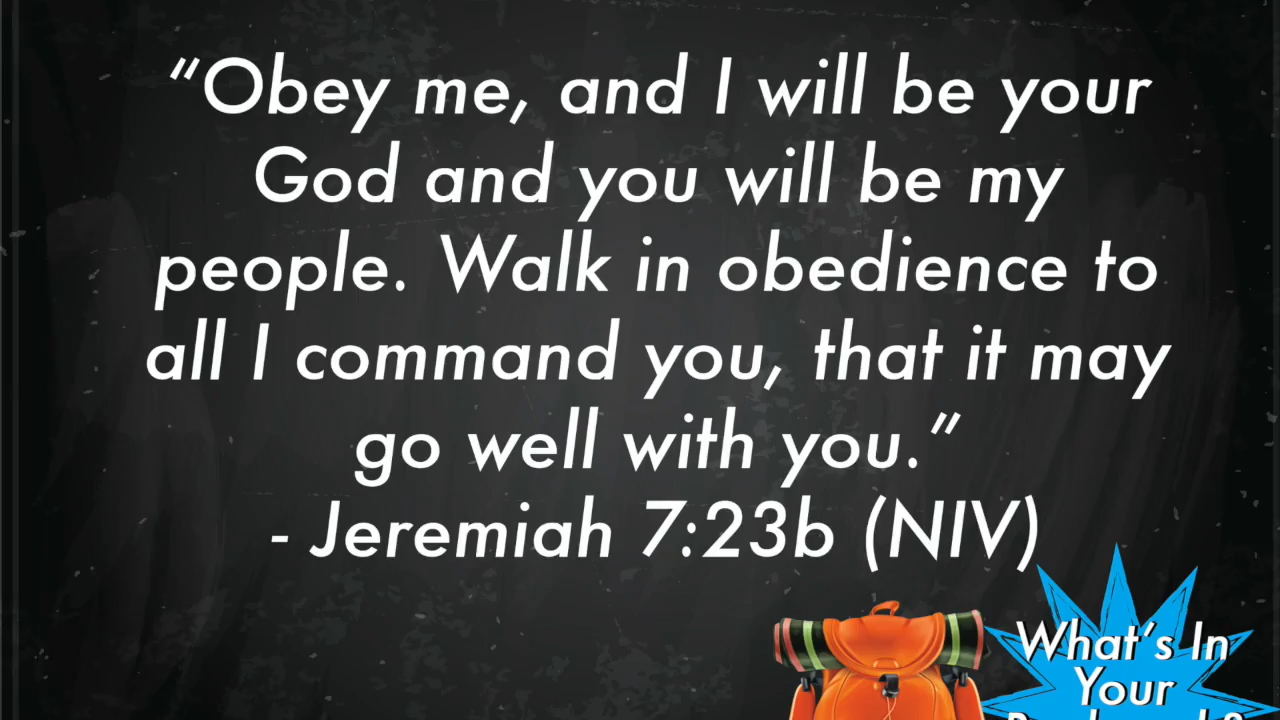 “Obey me, and I will be your
God and you will be my
people. Walk in obedience to
all I command you, that it may
go well with you.”
- Jeremiah 7:23b (NIV)
What’s In
Your